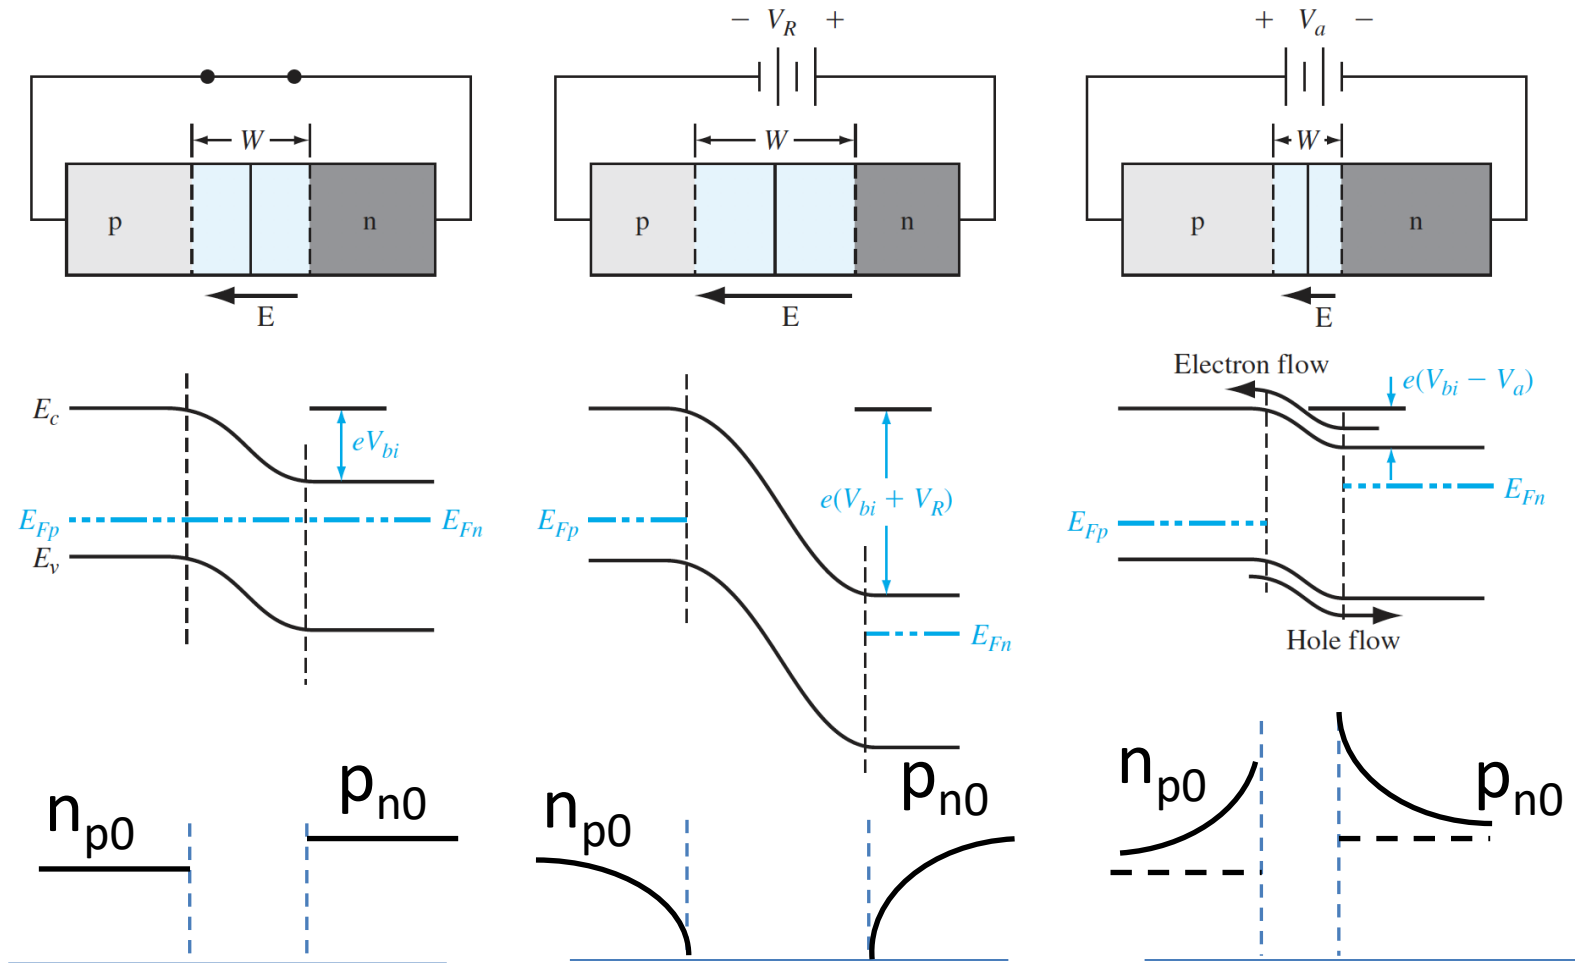 − V_R +
+ V_a −
W
W
W
p
n
p
n
p
n
E
E
E
Electron flow
e(V_bi − V_a)
E_c
eV_bi
e(V_bi + V_R)
E_Fn
E_Fp
E_Fn
E_Fp
E_Fp
E_v
E_Fn
Hole flow
n_p0
p_n0
n_p0
p_n0
n_p0
p_n0